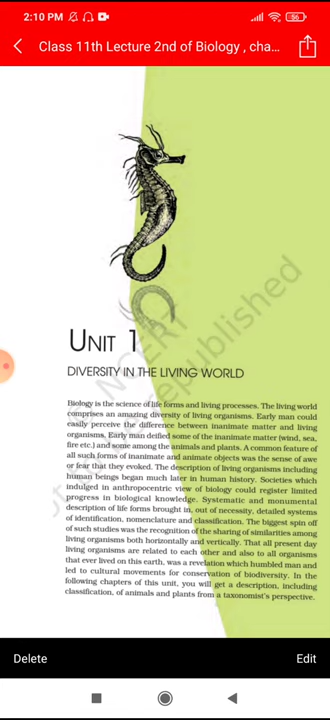 2:10 PM
90
Class 11th Lecture 2nd of Biology , cha...
UNIT 1
DIVERSITY IN THE LIVING WORLD
Biology is the science of life forms and living processes. The living world
comprises an amazing diversity of living organisms. Early man could
easily perceive the difference between inanimate matter and living
organisms. Early man deified some of the inanimate matter (wind, sea,
fire etc.) and some among the animals and plants. A common feature of
all such forms of inanimate and animate objects was the sense of awe
or fear that they evoked. The description of living organisms including
human beings began much later in human history. Societies which
indulged in anthropocentric view of biology could register limited
progress in biological knowledge. Systematic and monumental
description of life forms brought in, out of necessity, detailed systems
of identification, nomenclature and classification. The biggest spin off
of such studies was the recognition of the sharing of similarities among
living organisms both horizontally and vertically. That all present day
living organisms are related to each other and also to all organisms
that ever lived on this earth, was a revelation which humbled man and
led to cultural movements for conservation of biodiversity. In the
following chapters of this unit, you will get a description, including
classification, of animals and plants from a taxonomist's perspective.
© NCERT
republished
Delete
Edit